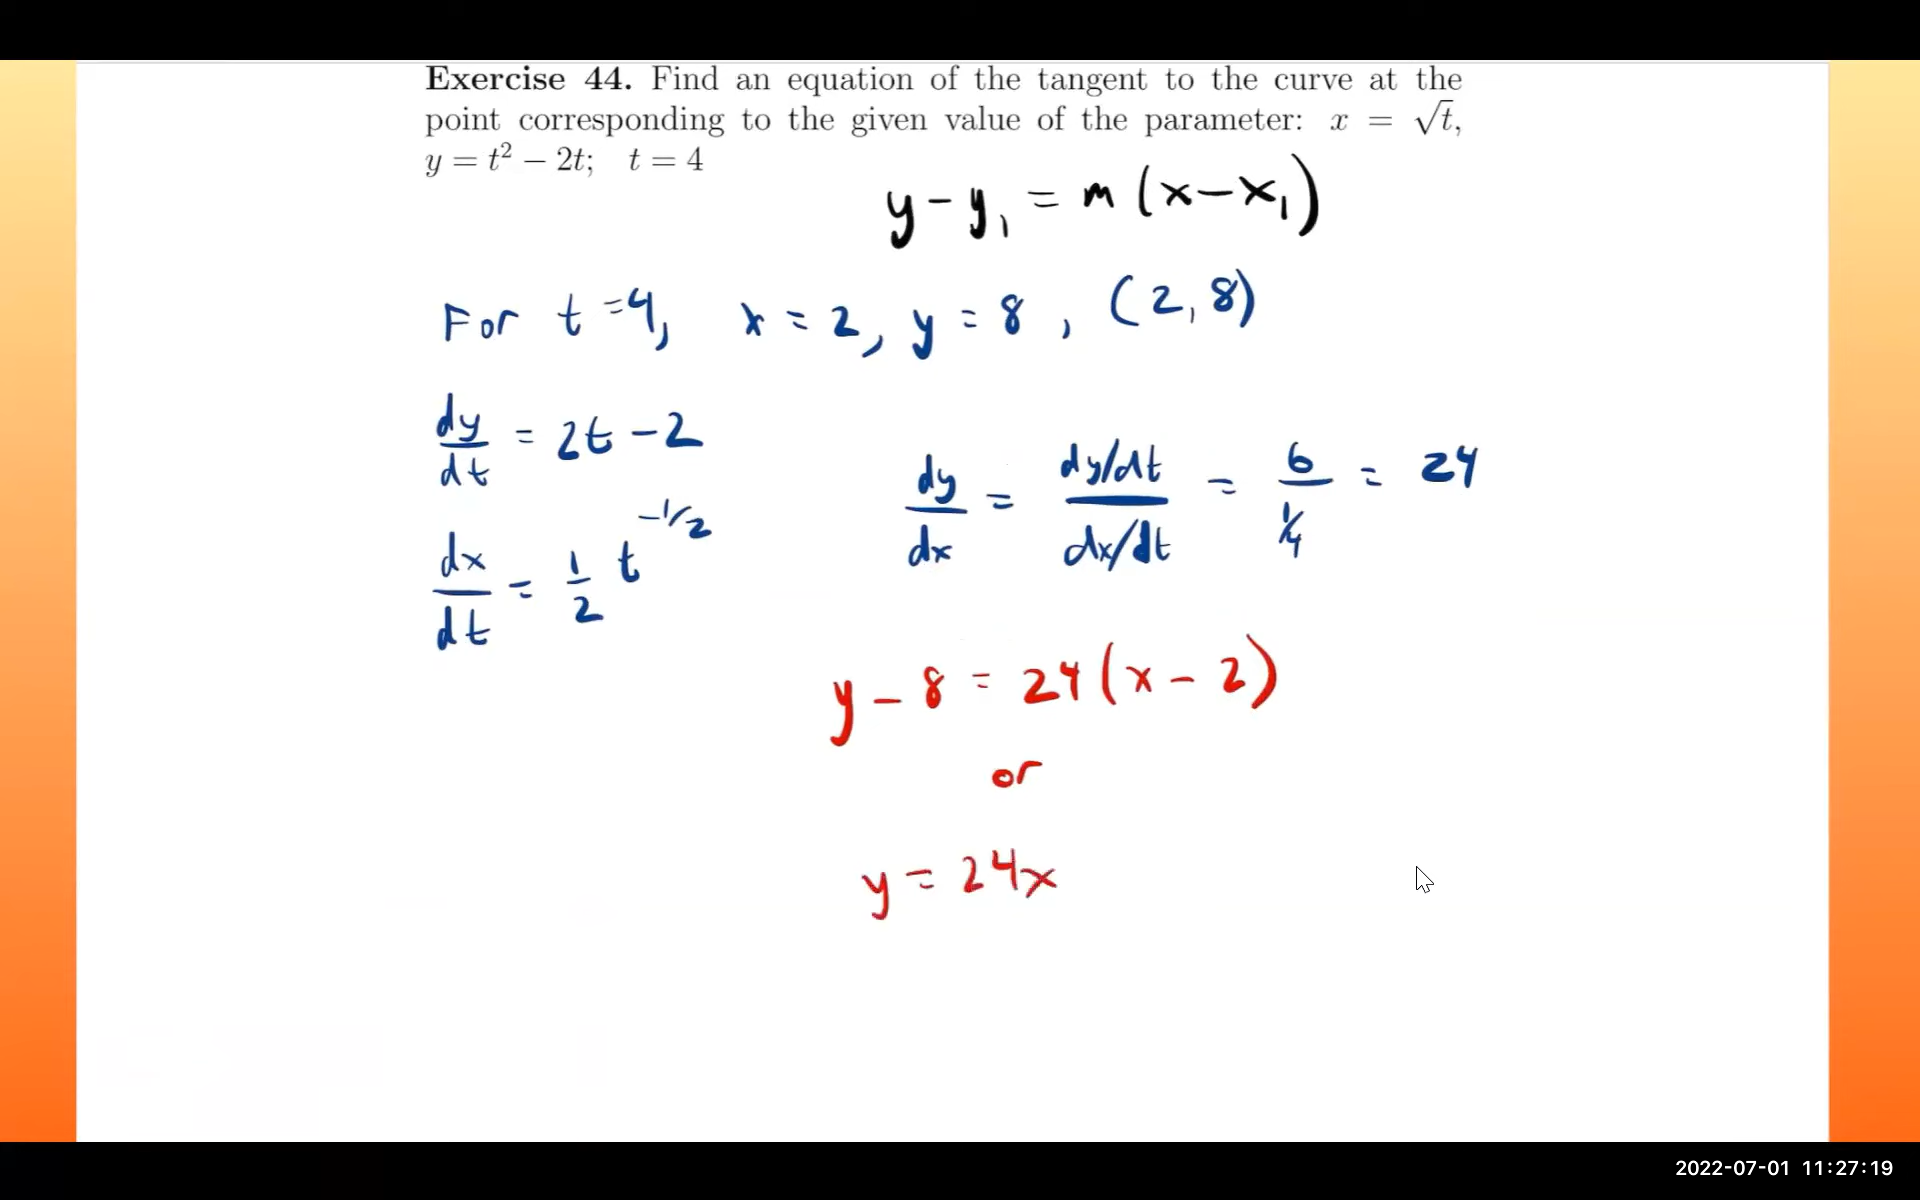 Exercise 44. Find an equation of the tangent to the curve at the
point corresponding to the given value of the parameter: x = √t,
y = t² − 2t; t = 4
y − y₁ = m (x − x₁)
For t = 4, x = 2, y = 8, (2, 8)
dy/dt = 2t − 2
dy/dx = (dy/dt)/(dx/dt) = 6/(1/4) = 24
dx/dt = 1/2 t^(−1/2)
y − 8 = 24 (x − 2)
or
y = 24x
2022-07-01 11:27:19